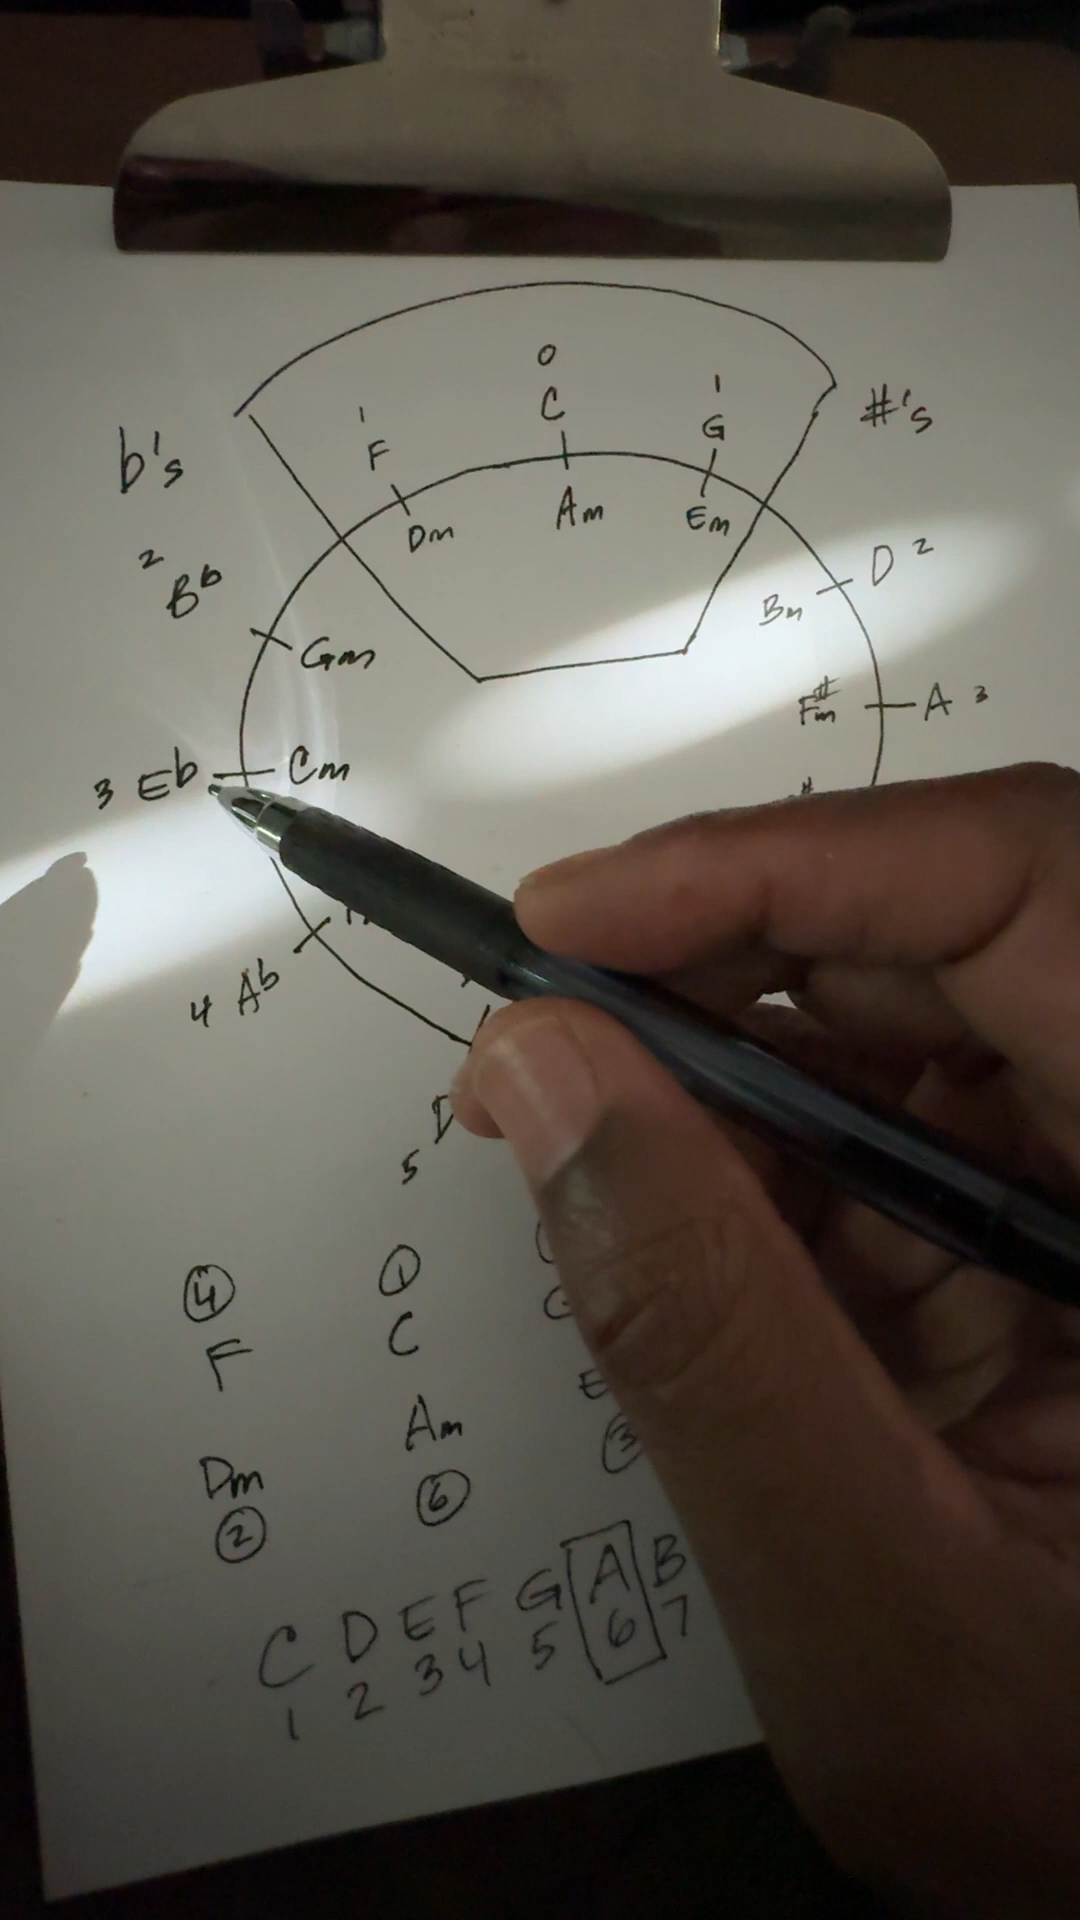 0
1 C 1
F G
b's #'s
Dm Am Em
2 Bb D 2
Gm Bm
F#m A 3
3 Eb Cm
#
4 Ab
5
4 1
F C
Am
Dm 3
2 6
C D E F G A B
1 2 3 4 5 6 7